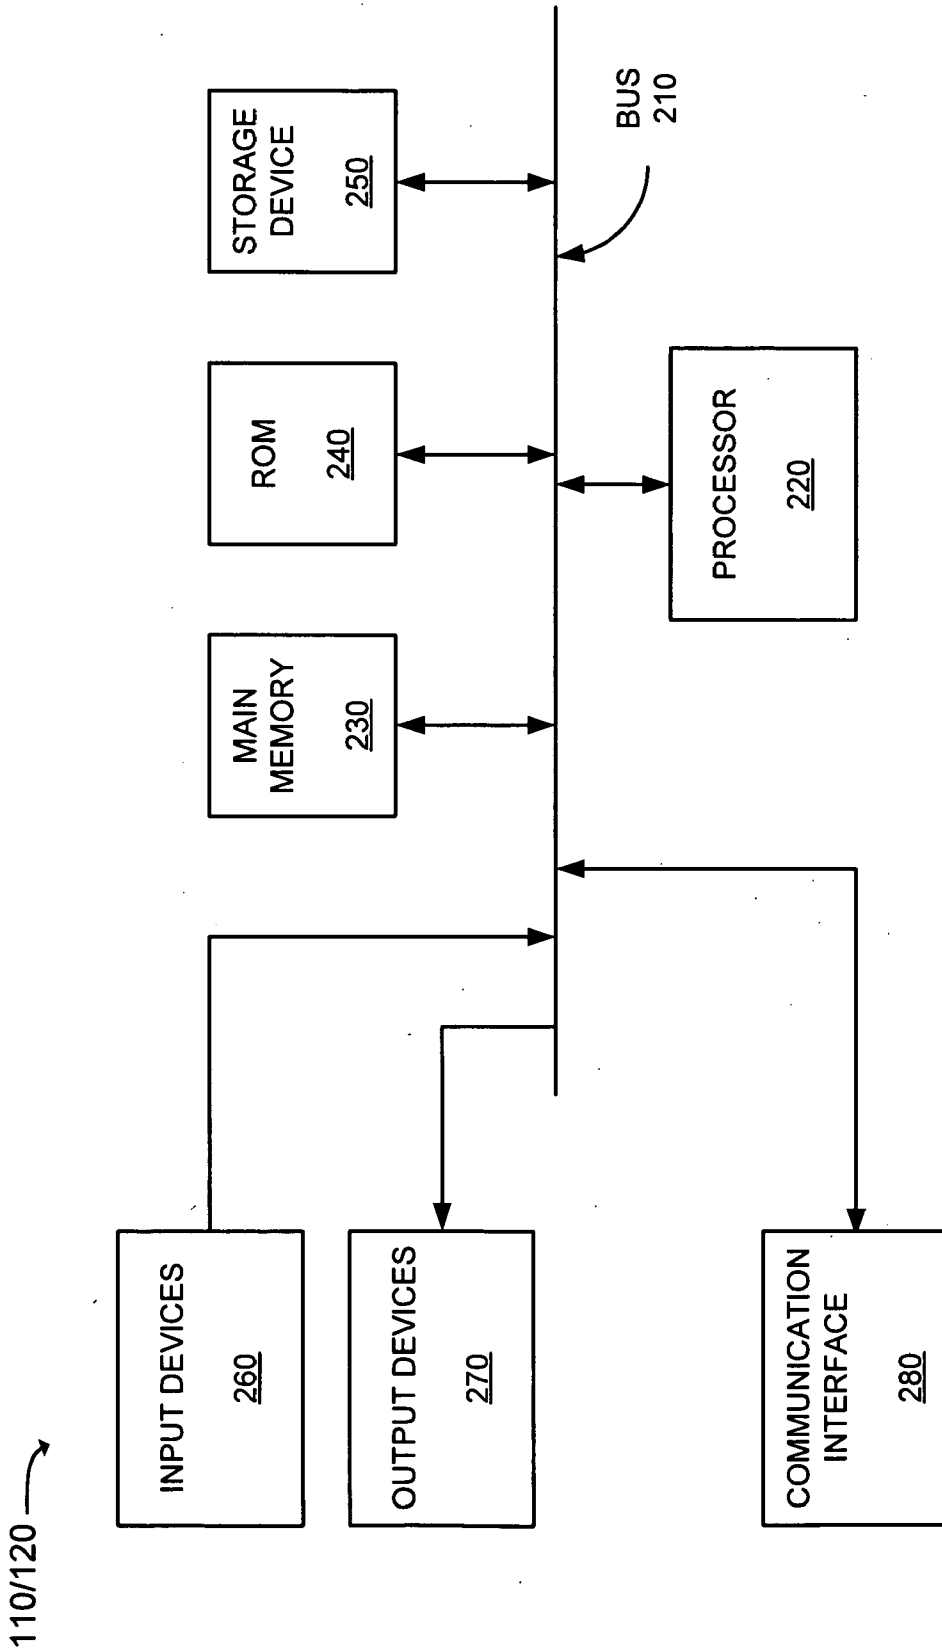 110/120
INPUT DEVICES
260
OUTPUT DEVICES
270
COMMUNICATION
INTERFACE
280
MAIN
MEMORY
230
ROM
240
STORAGE
DEVICE
250
PROCESSOR
220
BUS
210